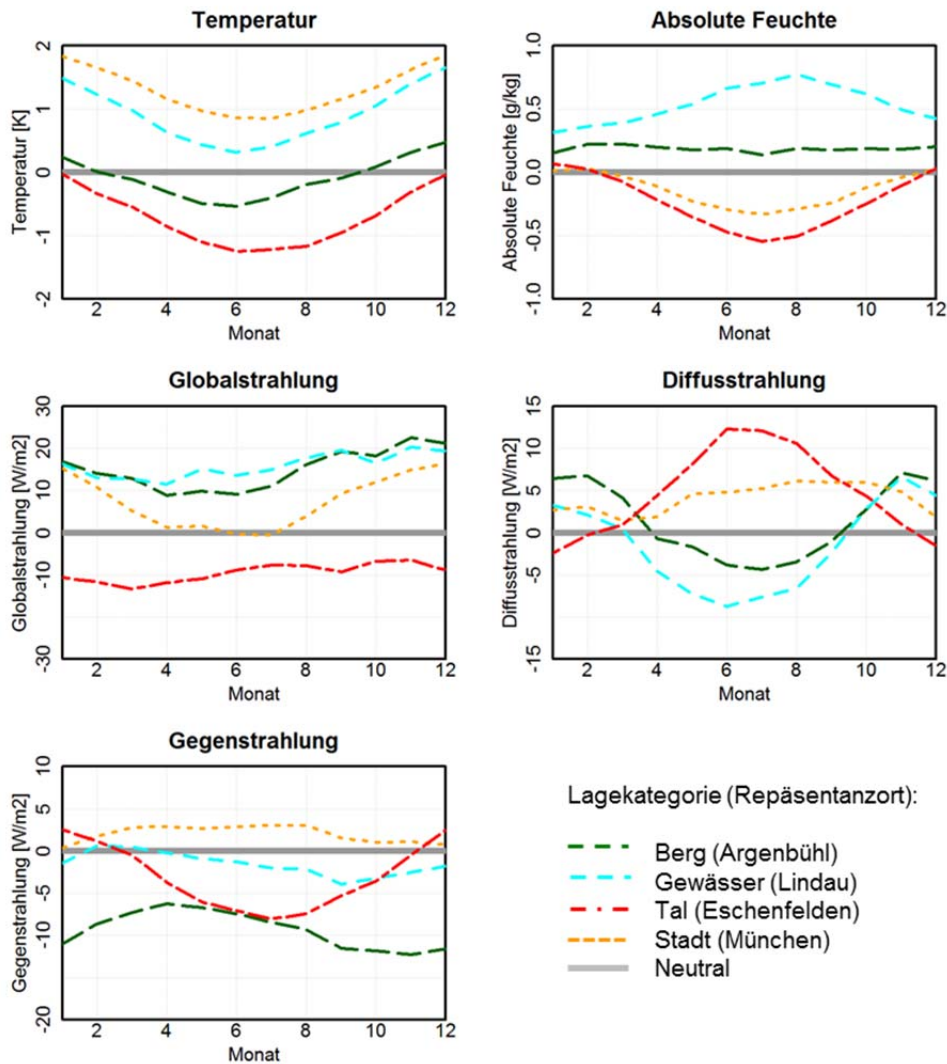 Temperatur
Temperatur [K]
2
1
0
-1
-2
2 4 6 8 10 12
Monat
Absolute Feuchte
Absolute Feuchte [g/kg]
1.0
0.5
0.0
-0.5
-1.0
2 4 6 8 10 12
Monat
Globalstrahlung
Globalstrahlung [W/m2]
30
20
10
0
-10
-30
2 4 6 8 10 12
Monat
Diffusstrahlung
Diffusstrahlung [W/m2]
15
10
5
0
-5
-15
2 4 6 8 10 12
Monat
Gegenstrahlung
Gegenstrahlung [W/m2]
10
5
0
-5
-10
-20
2 4 6 8 10 12
Monat
Lagekategorie (Repäsentanzort):
Berg (Argenbühl)
Gewässer (Lindau)
Tal (Eschenfelden)
Stadt (München)
Neutral